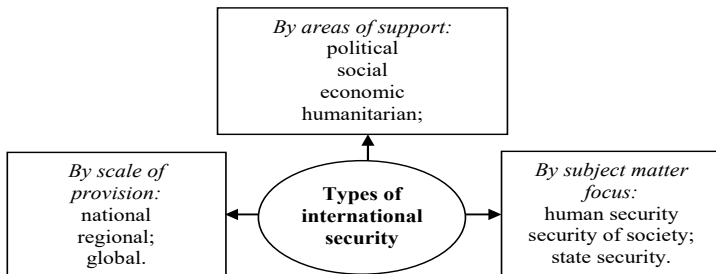 By areas of support:
political
social
economic
humanitarian;
By scale of
provision:
national
regional;
global.
Types of
international
security
By subject matter
focus:
human security
security of society;
state security.